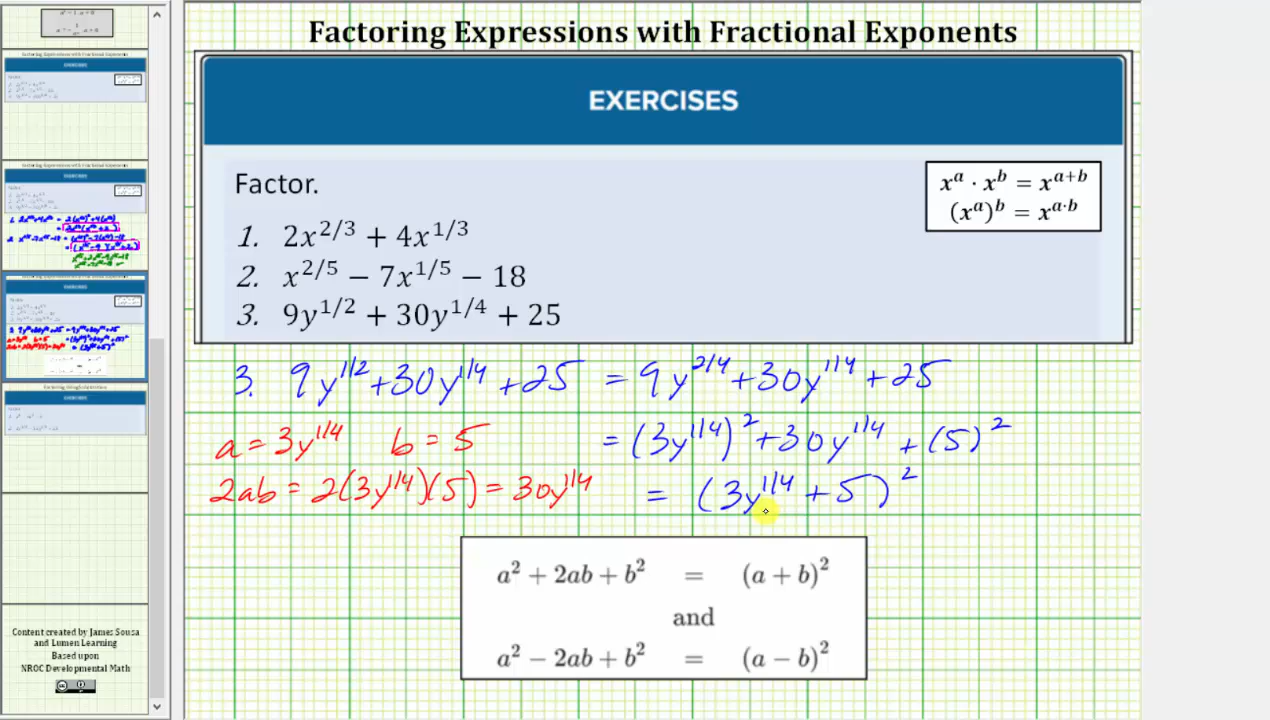 Factoring Expressions with Fractional Exponents
EXERCISES
Factor.
1. 2x^{2/3} + 4x^{1/3}
2. x^{2/5} − 7x^{1/5} − 18
3. 9y^{1/2} + 30y^{1/4} + 25
x^a · x^b = x^{a+b}
(x^a)^b = x^{a·b}
3. 9y^{1/2} + 30y^{1/4} + 25 = 9y^{2/4} + 30y^{1/4} + 25
a = 3y^{1/4} b = 5 = (3y^{1/4})^2 + 30y^{1/4} + (5)^2
2ab = 2(3y^{1/4})(5) = 30y^{1/4} = (3y^{1/4} + 5)^2
a^2 + 2ab + b^2 = (a + b)^2
and
a^2 − 2ab + b^2 = (a − b)^2
Content created by James Sousa
and Lumen Learning
Based upon
NROC Developmental Math